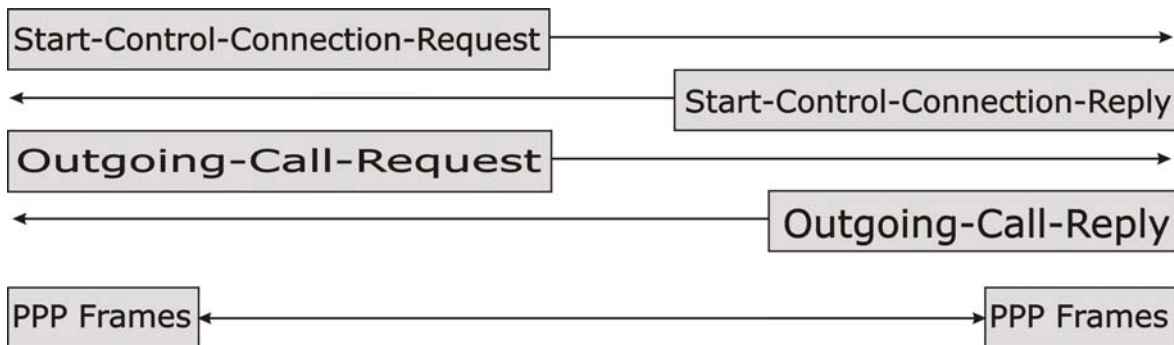 Start-Control-Connection-Request
Start-Control-Connection-Reply
Outgoing-Call-Request
Outgoing-Call-Reply
PPP Frames
PPP Frames